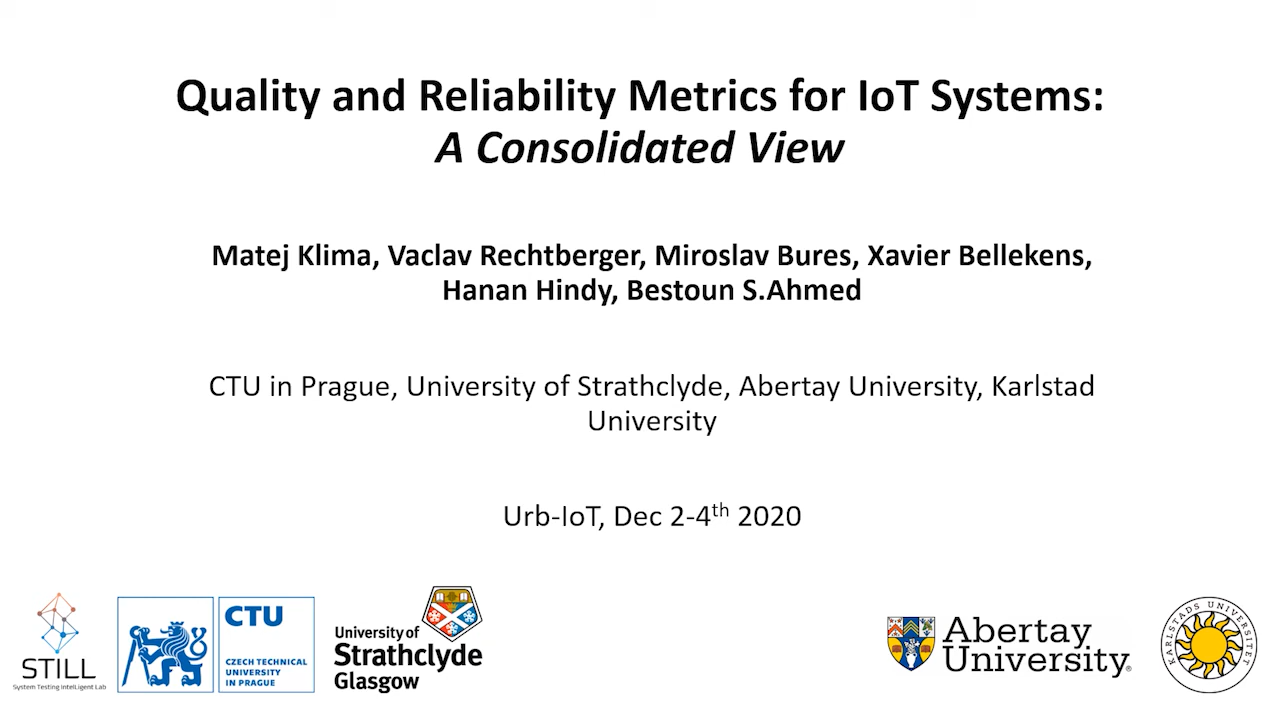 Quality and Reliability Metrics for IoT Systems:
A Consolidated View
Matej Klima, Vaclav Rechtberger, Miroslav Bures, Xavier Bellekens,
Hanan Hindy, Bestoun S.Ahmed
CTU in Prague, University of Strathclyde, Abertay University, Karlstad
University
Urb-IoT, Dec 2-4th 2020
STILL
System Testing IntelLigent Lab
CTU
CZECH TECHNICAL
UNIVERSITY
IN PRAGUE
University of
Strathclyde
Glasgow
Abertay
University®
KARLSTADS UNIVERSITET